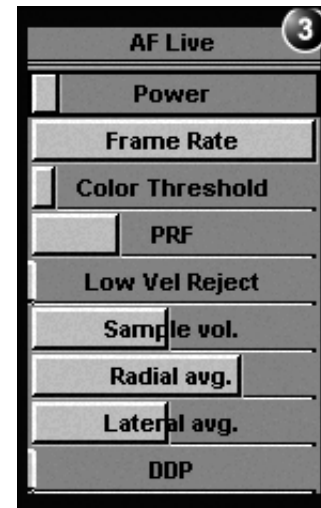 AF Live
3
Power
Frame Rate
Color Threshold
PRF
Low Vel Reject
Sample vol.
Radial avg.
Lateral avg.
DDP